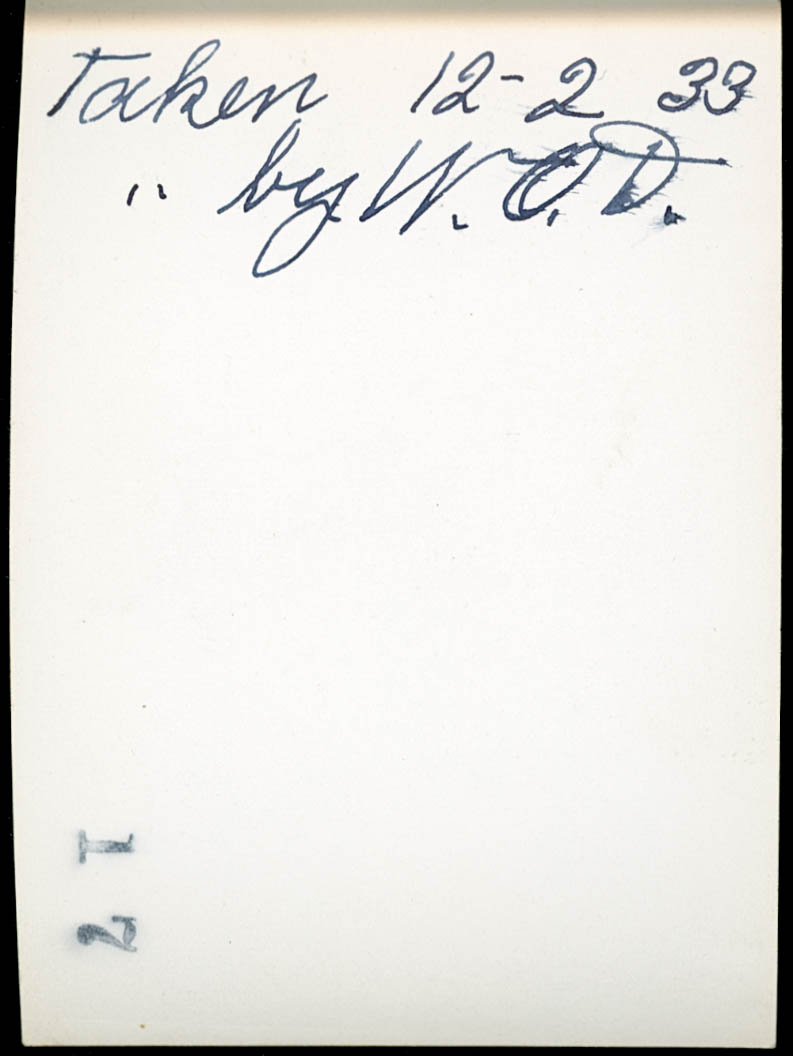 Taken 12-2 33
" by W.O.D.
21